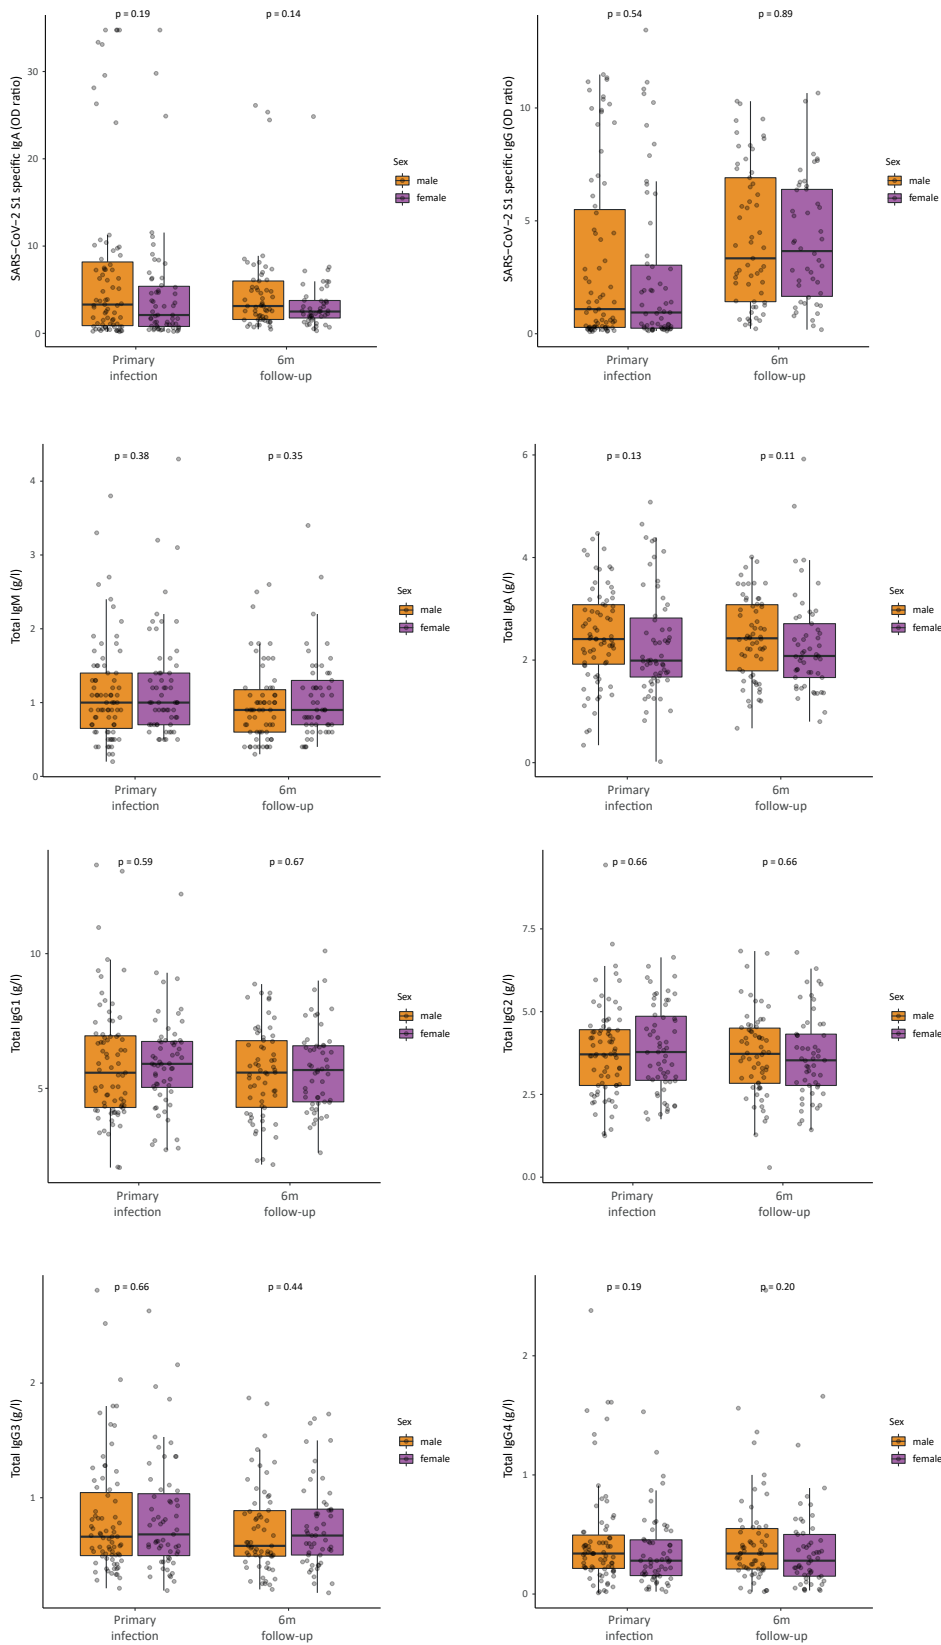 p = 0.19
p = 0.14
SARS−CoV−2 S1 specific IgA (OD ratio)
30
20
10
0
Primary
infection
6m
follow-up
Sex
male
female
p = 0.54
p = 0.89
SARS−CoV−2 S1 specific IgG (OD ratio)
10
5
0
Primary
infection
6m
follow-up
Sex
male
female
p = 0.38
p = 0.35
Total IgM (g/l)
4
3
2
1
0
Primary
infection
6m
follow-up
Sex
male
female
p = 0.13
p = 0.11
Total IgA (g/l)
6
4
2
0
Primary
infection
6m
follow-up
Sex
male
female
p = 0.59
p = 0.67
Total IgG1 (g/l)
10
5
Primary
infection
6m
follow-up
Sex
male
female
p = 0.66
p = 0.66
Total IgG2 (g/l)
7.5
5.0
2.5
0.0
Primary
infection
6m
follow-up
Sex
male
female
p = 0.66
p = 0.44
Total IgG3 (g/l)
2
1
Primary
infection
6m
follow-up
Sex
male
female
p = 0.19
p = 0.20
Total IgG4 (g/l)
2
1
0
Primary
infection
6m
follow-up
Sex
male
female